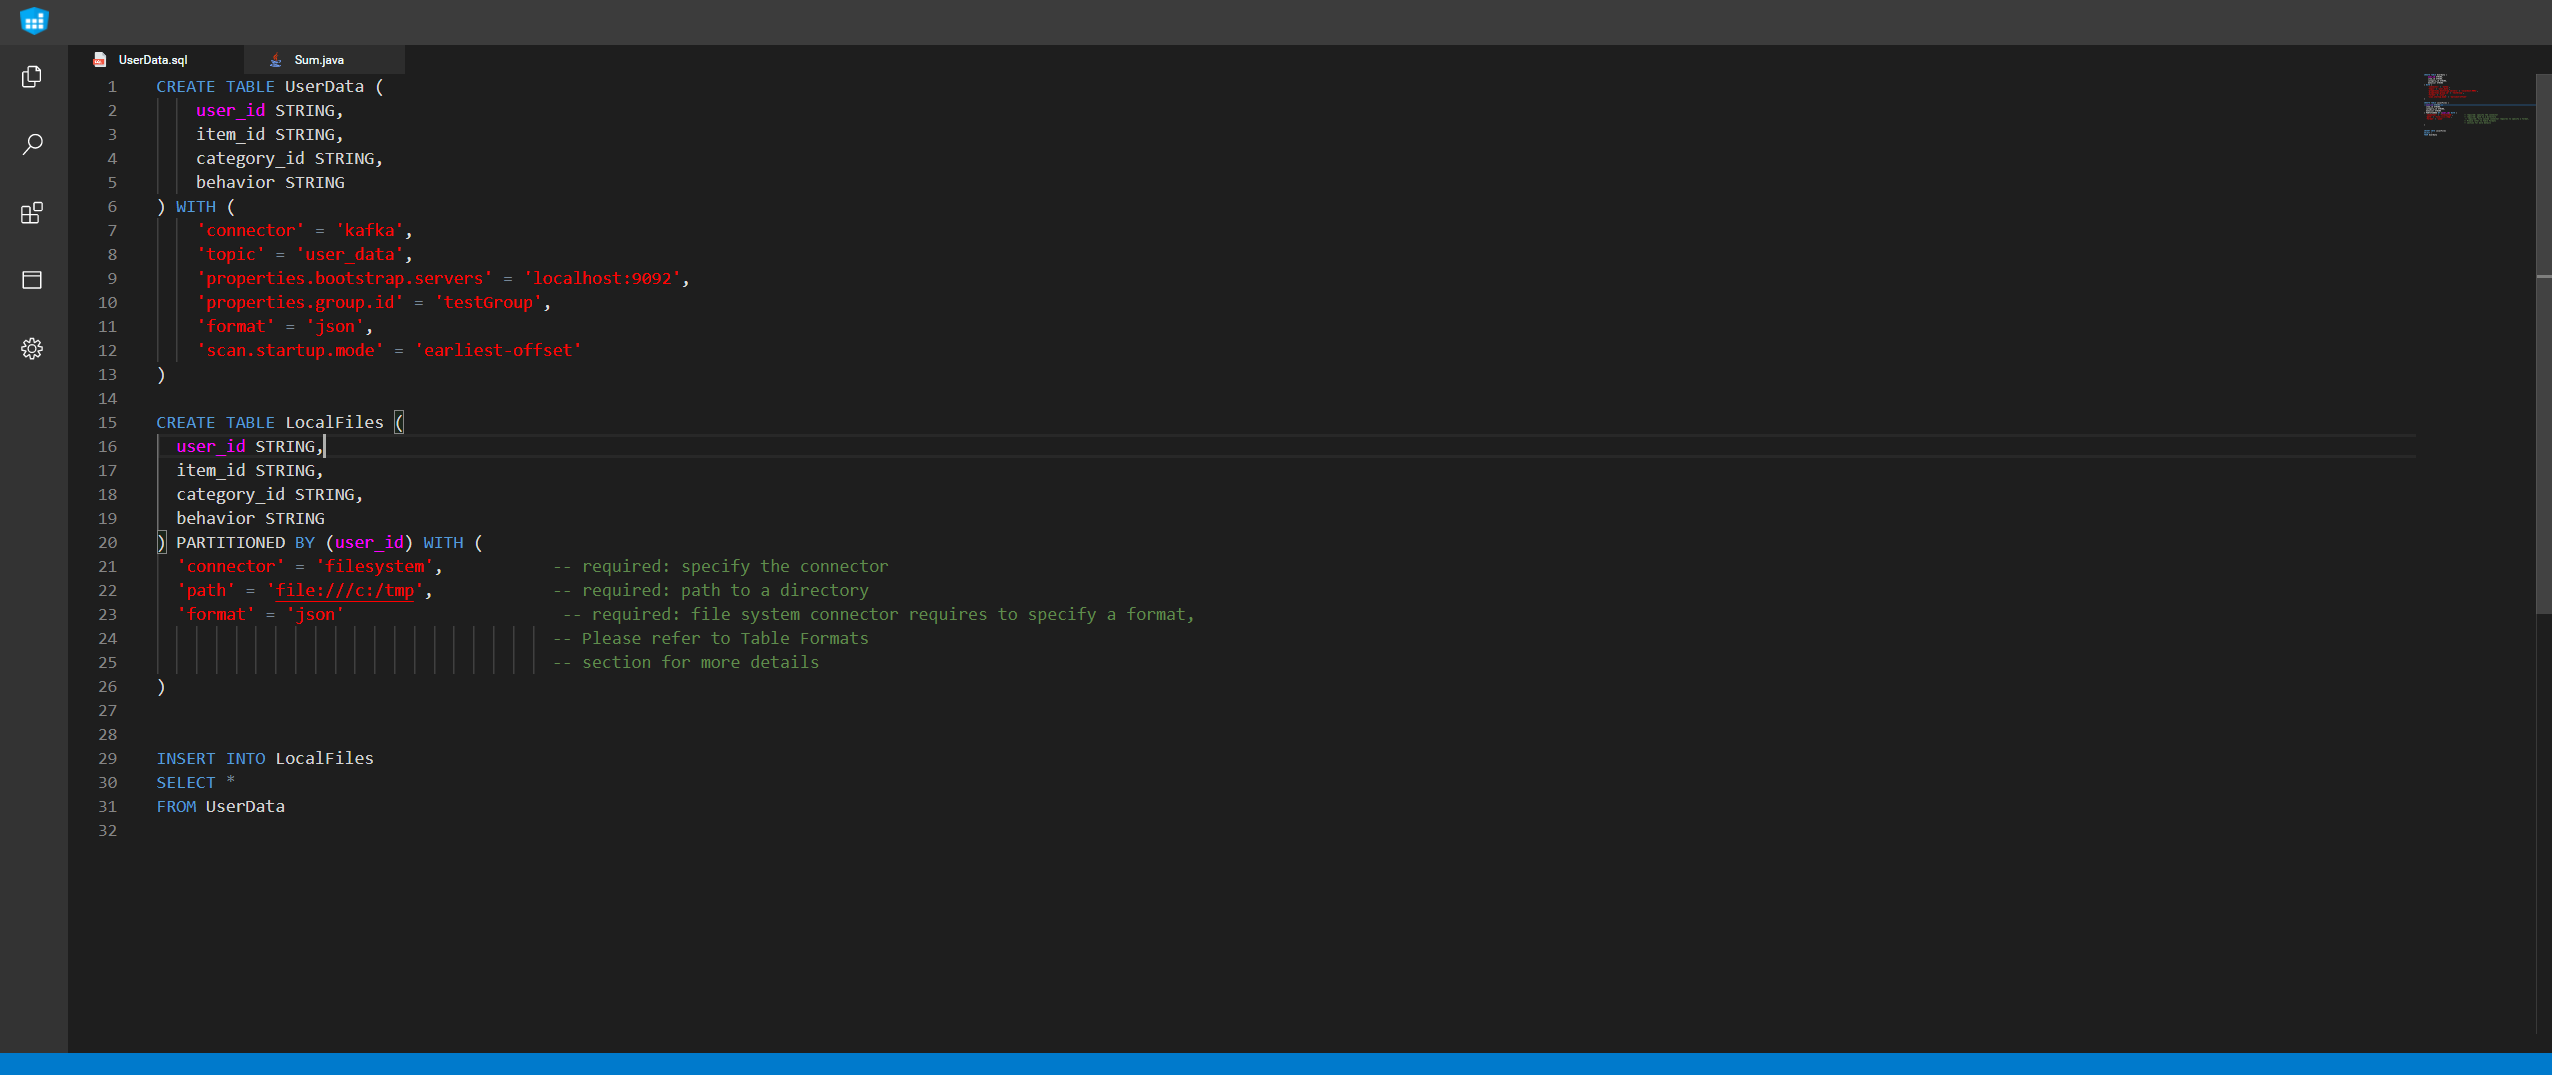 UserData.sql
Sum.java
1 CREATE TABLE UserData (
2 user_id STRING,
3 item_id STRING,
4 category_id STRING,
5 behavior STRING
6 ) WITH (
7 'connector' = 'kafka',
8 'topic' = 'user_data',
9 'properties.bootstrap.servers' = 'localhost:9092',
10 'properties.group.id' = 'testGroup',
11 'format' = 'json',
12 'scan.startup.mode' = 'earliest-offset'
13 )
14
15 CREATE TABLE LocalFiles (
16 user_id STRING,
17 item_id STRING,
18 category_id STRING,
19 behavior STRING
20 ) PARTITIONED BY (user_id) WITH (
21 'connector' = 'filesystem', -- required: specify the connector
22 'path' = 'file:///c:/tmp', -- required: path to a directory
23 'format' = 'json' -- required: file system connector requires to specify a format,
24 -- Please refer to Table Formats
25 -- section for more details
26 )
27
28
29 INSERT INTO LocalFiles
30 SELECT *
31 FROM UserData
32